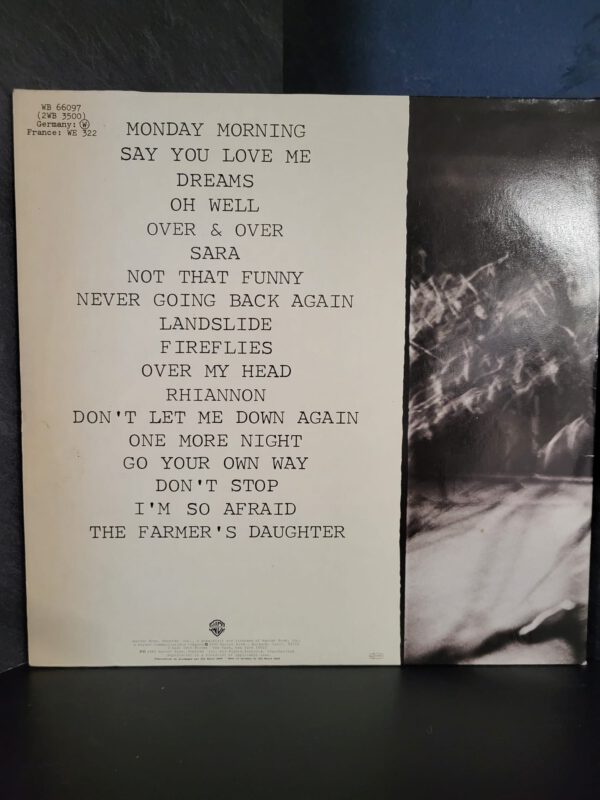 WB 66097
(2WB 3500)
Germany: W
France: WE 322
MONDAY MORNING
SAY YOU LOVE ME
DREAMS
OH WELL
OVER & OVER
SARA
NOT THAT FUNNY
NEVER GOING BACK AGAIN
LANDSLIDE
FIREFLIES
OVER MY HEAD
RHIANNON
DON'T LET ME DOWN AGAIN
ONE MORE NIGHT
GO YOUR OWN WAY
DON'T STOP
I'M SO AFRAID
THE FARMER'S DAUGHTER